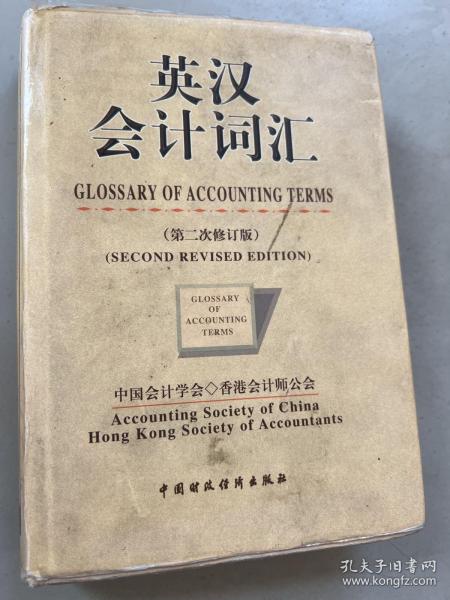 英汉
会计词汇
GLOSSARY OF ACCOUNTING TERMS
(第二次修订版)
(SECOND REVISED EDITION)
GLOSSARY
OF
ACCOUNTING
TERMS
中国会计学会◇香港会计师公会
Accounting Society of China
Hong Kong Society of Accountants
中国财政经济出版社
孔夫子旧书网
www.kongfz.com